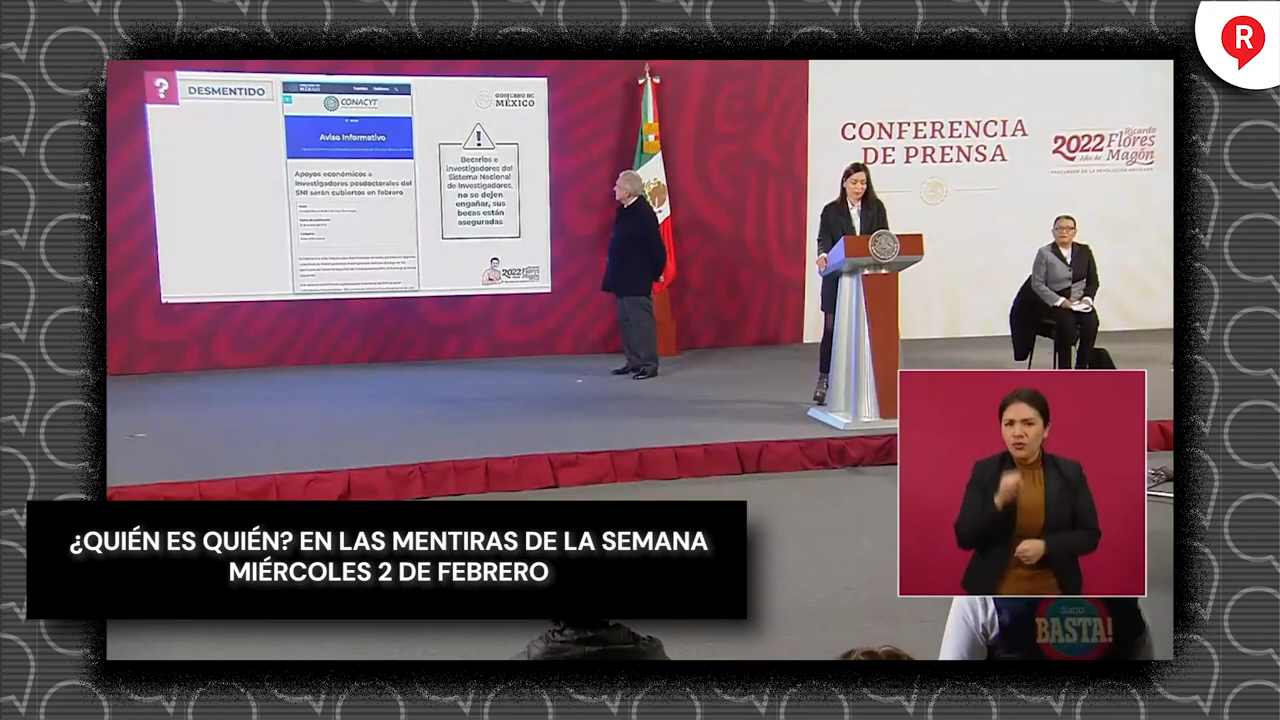 R
?
DESMENTIDO
CONACYT
Aviso Informativo
Apoyos económicos a
investigadores posdoctorales del
SNI serán cubiertos en febrero
GOBIERNO DE
MÉXICO
!
Becarios e
investigadores del
Sistema Nacional
de Investigadores,
no se dejen
engañar, sus
becas están
aseguradas
2022
CONFERENCIA
DE PRENSA
2022
Año de
Ricardo
Flores
Magón
PRECURSOR DE LA REVOLUCIÓN MEXICANA
¿QUIÉN ES QUIÉN? EN LAS MENTIRAS DE LA SEMANA
MIÉRCOLES 2 DE FEBRERO
BASTA!